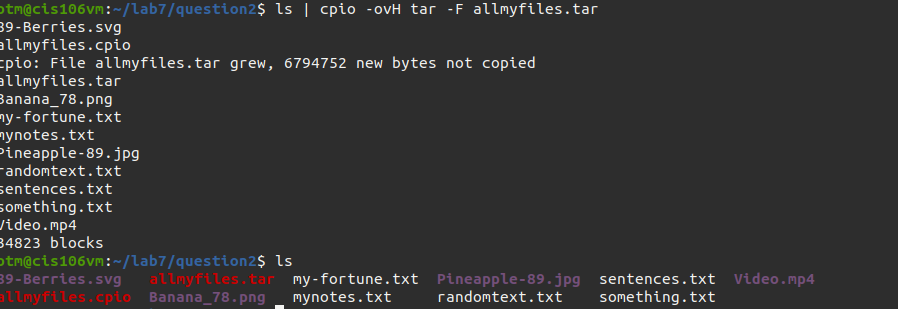 otm@cis106vm:~/lab7/question2$ ls | cpio -ovH tar -F allmyfiles.tar
89-Berries.svg
allmyfiles.cpio
cpio: File allmyfiles.tar grew, 6794752 new bytes not copied
allmyfiles.tar
Banana_78.png
my-fortune.txt
mynotes.txt
Pineapple-89.jpg
randomtext.txt
sentences.txt
something.txt
Video.mp4
34823 blocks
otm@cis106vm:~/lab7/question2$ ls
89-Berries.svg allmyfiles.tar my-fortune.txt Pineapple-89.jpg sentences.txt Video.mp4
allmyfiles.cpio Banana_78.png mynotes.txt randomtext.txt something.txt